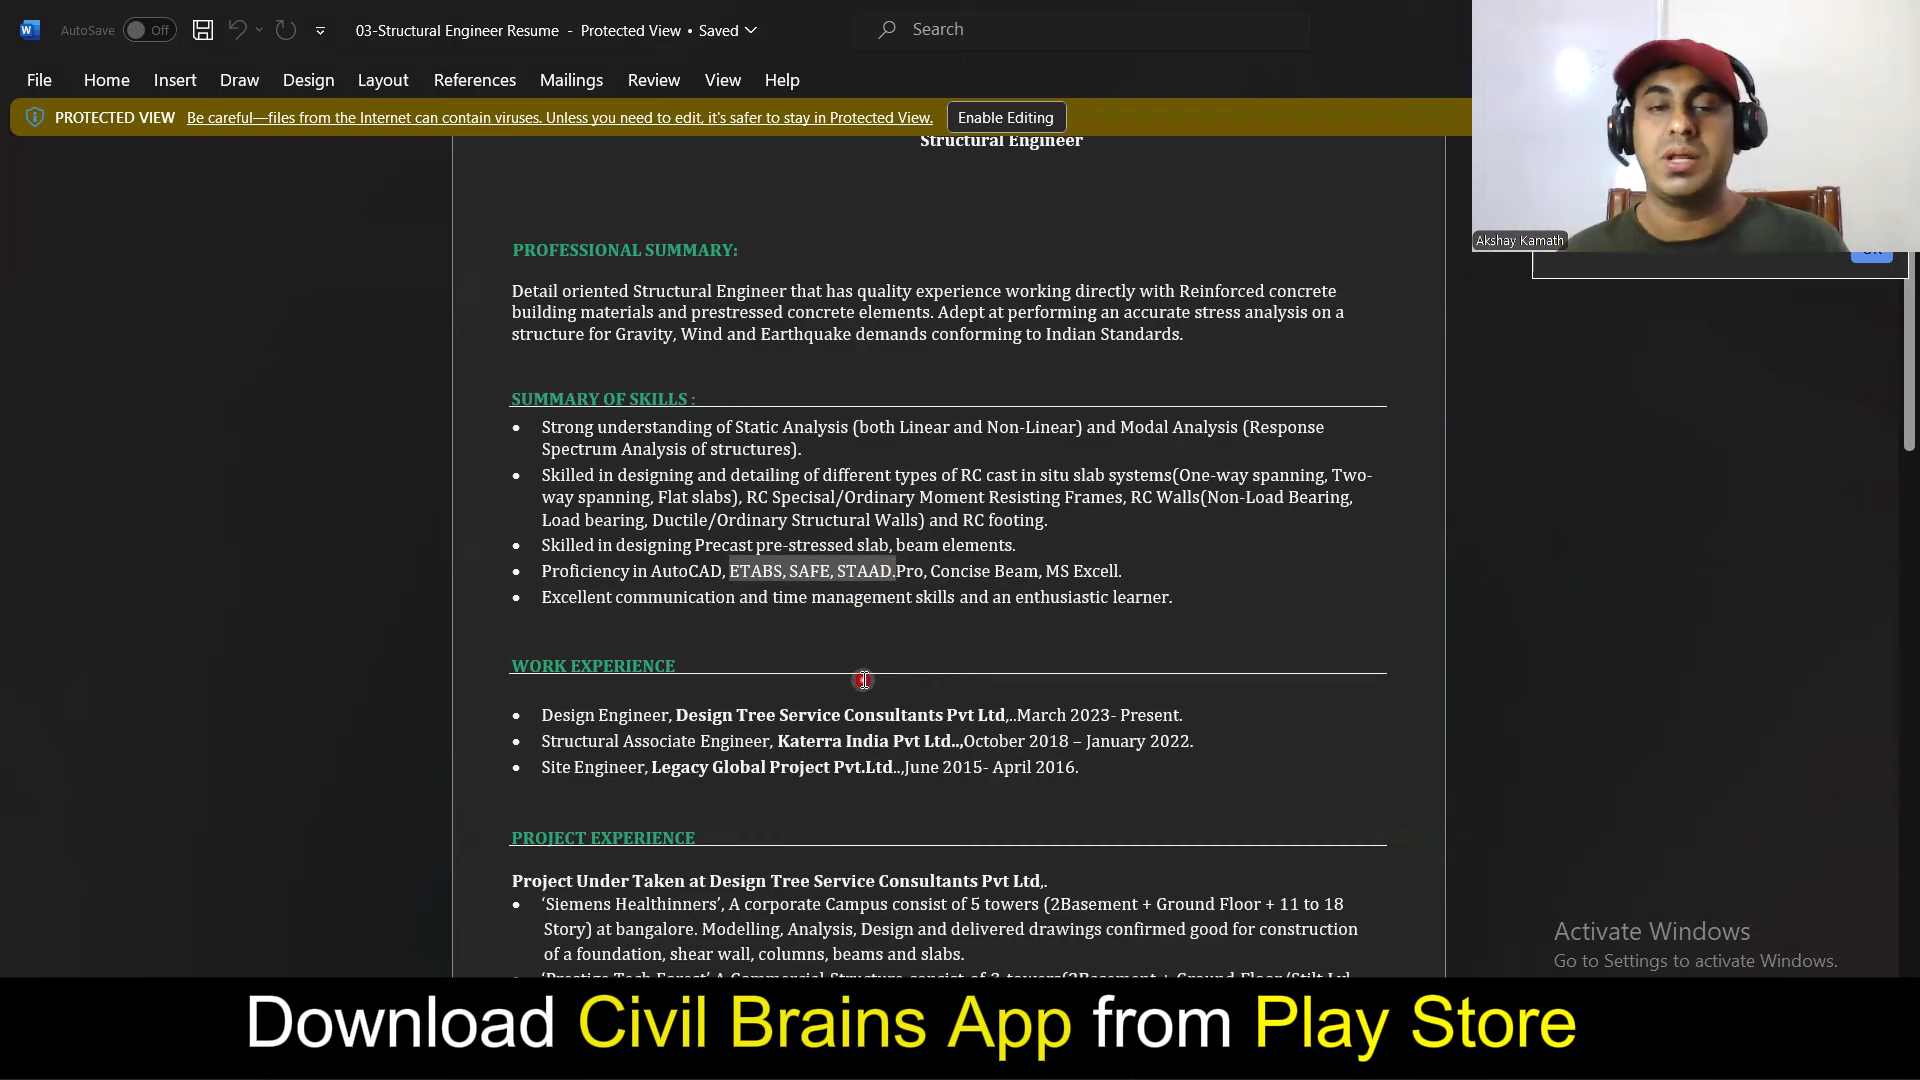 AutoSave Off 03-Structural Engineer Resume - Protected View • Saved Search
File Home Insert Draw Design Layout References Mailings Review View Help
PROTECTED VIEW Be careful—files from the Internet can contain viruses. Unless you need to edit, it's safer to stay in Protected View. Enable Editing
Structural Engineer
Akshay Kamath
PROFESSIONAL SUMMARY:
Detail oriented Structural Engineer that has quality experience working directly with Reinforced concrete
building materials and prestressed concrete elements. Adept at performing an accurate stress analysis on a
structure for Gravity, Wind and Earthquake demands conforming to Indian Standards.
SUMMARY OF SKILLS :
• Strong understanding of Static Analysis (both Linear and Non-Linear) and Modal Analysis (Response
Spectrum Analysis of structures).
• Skilled in designing and detailing of different types of RC cast in situ slab systems(One-way spanning, Two-
way spanning, Flat slabs), RC Specisal/Ordinary Moment Resisting Frames, RC Walls(Non-Load Bearing,
Load bearing, Ductile/Ordinary Structural Walls) and RC footing.
• Skilled in designing Precast pre-stressed slab, beam elements.
• Proficiency in AutoCAD, ETABS, SAFE, STAAD.Pro, Concise Beam, MS Excell.
• Excellent communication and time management skills and an enthusiastic learner.
WORK EXPERIENCE
• Design Engineer, Design Tree Service Consultants Pvt Ltd,..March 2023- Present.
• Structural Associate Engineer, Katerra India Pvt Ltd..,October 2018 – January 2022.
• Site Engineer, Legacy Global Project Pvt.Ltd..,June 2015- April 2016.
PROJECT EXPERIENCE
Project Under Taken at Design Tree Service Consultants Pvt Ltd,.
• ‘Siemens Healthinners’, A corporate Campus consist of 5 towers (2Basement + Ground Floor + 11 to 18
Story) at bangalore. Modelling, Analysis, Design and delivered drawings confirmed good for construction
of a foundation, shear wall, columns, beams and slabs.
• ‘Prestige Tech Forest’ A Commercial Structure consist of 3 towers(2Basement + Ground Floor/Stilt Lvl
Activate Windows
Go to Settings to activate Windows.
Download Civil Brains App from Play Store